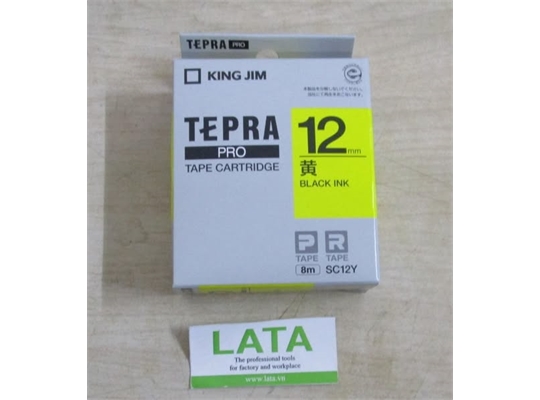 TEPRA PRO
KING JIM
TEPRA
PRO
TAPE CARTRIDGE
12mm
黄
BLACK INK
P R
TAPE TAPE
8m SC12Y
LATA
The professional tools
for factory and workplace
www.lata.vn